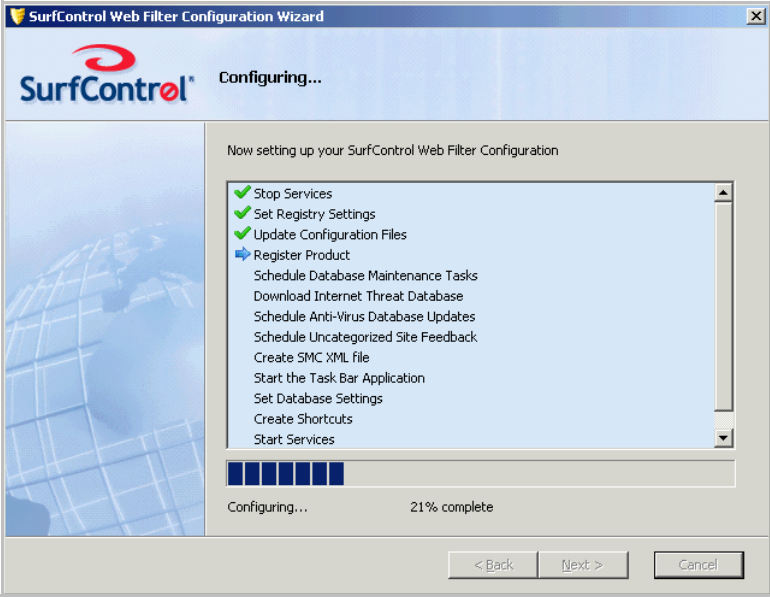 SurfControl Web Filter Configuration Wizard
SurfControl
Configuring...
Now setting up your SurfControl Web Filter Configuration
Stop Services
Set Registry Settings
Update Configuration Files
Register Product
Schedule Database Maintenance Tasks
Download Internet Threat Database
Schedule Anti-Virus Database Updates
Schedule Uncategorized Site Feedback
Create SMC XML file
Start the Task Bar Application
Set Database Settings
Create Shortcuts
Start Services
Configuring... 21% complete
< Back Next > Cancel